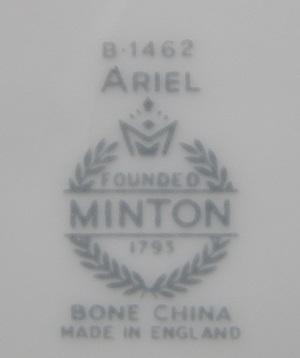 B·1462
ARIEL
FOUNDED
MINTON
1793
BONE CHINA
MADE IN ENGLAND